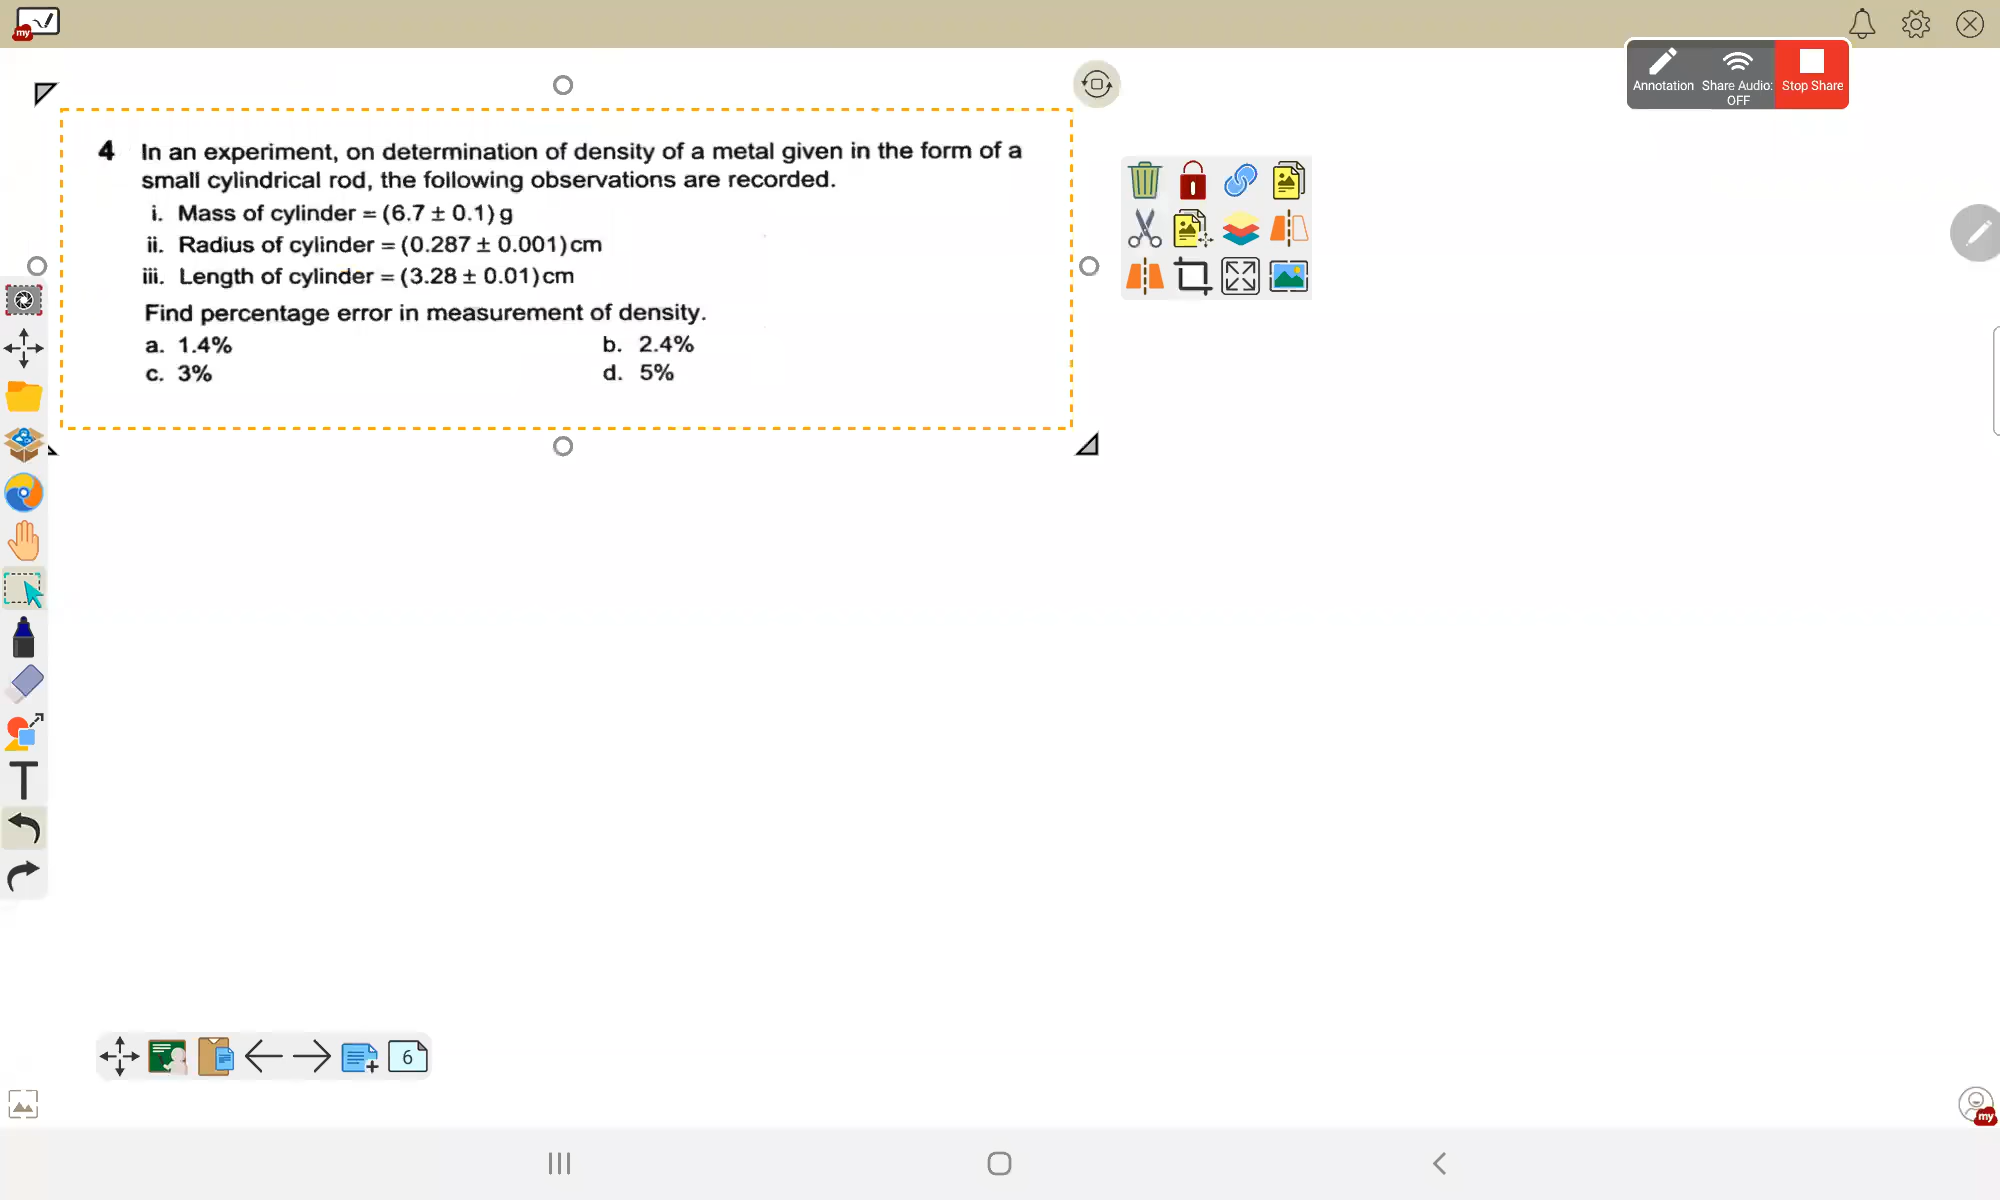 my
Annotation
Share Audio:
OFF
Stop Share
4 In an experiment, on determination of density of a metal given in the form of a
small cylindrical rod, the following observations are recorded.
i. Mass of cylinder = (6.7 ± 0.1) g
ii. Radius of cylinder = (0.287 ± 0.001) cm
iii. Length of cylinder = (3.28 ± 0.01) cm
Find percentage error in measurement of density.
a. 1.4% b. 2.4%
c. 3% d. 5%
T
6
my